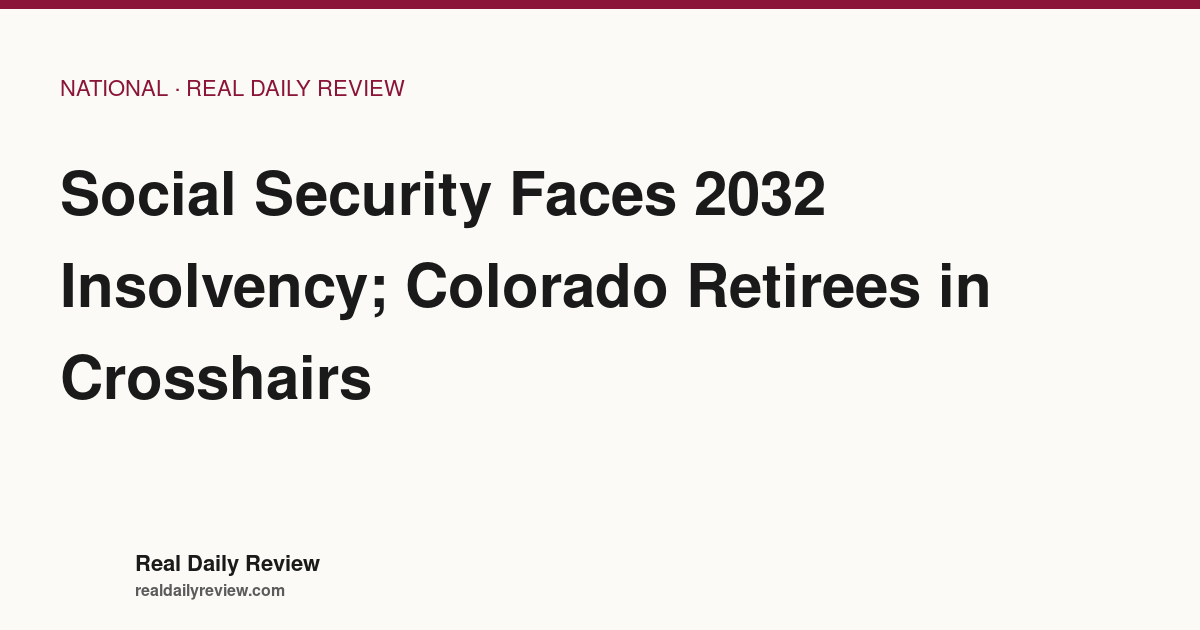 NATIONAL · REAL DAILY REVIEW
Social Security Faces 2032
Insolvency; Colorado Retirees in
Crosshairs
Real Daily Review
realdailyreview.com